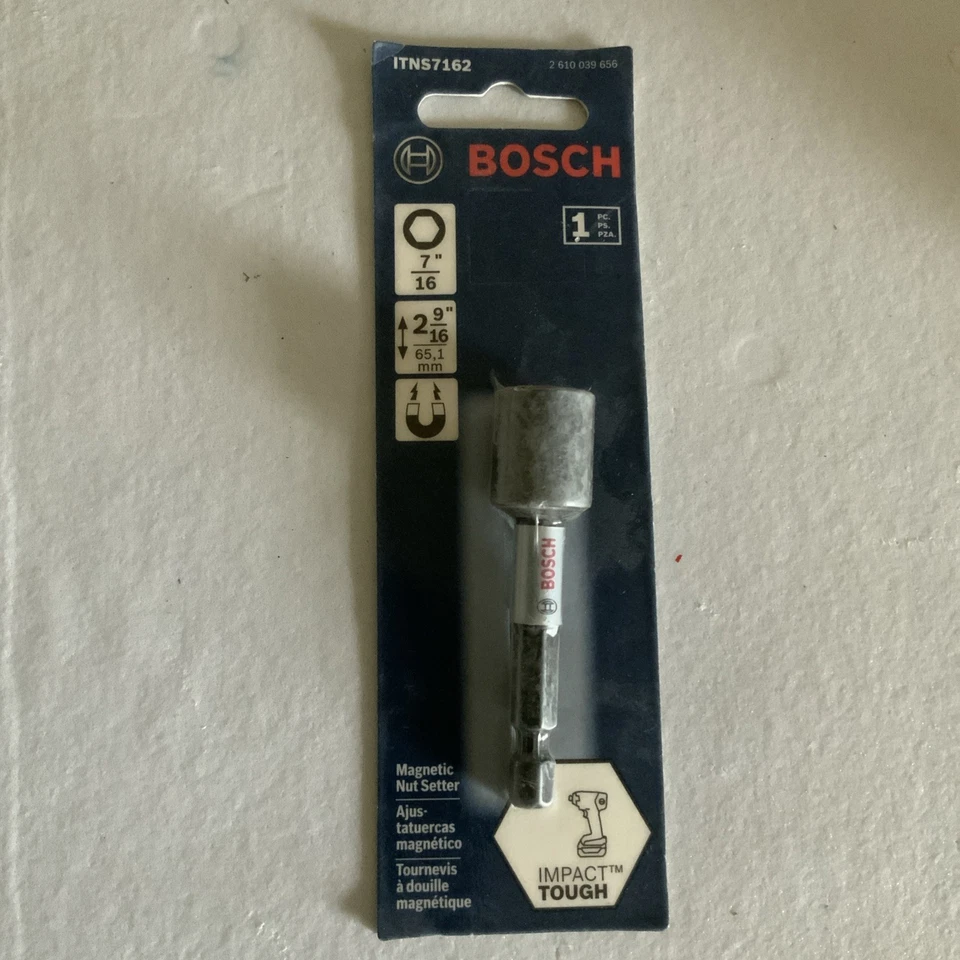 ITNS7162 2 610 039 656
BOSCH
1 PC.
PS.
PZA.
7"
16
2 9"
16
65,1
mm
BOSCH
Magnetic
Nut Setter
Ajus-
tatuercas
magnético
Tournevis
à douille
magnétique
IMPACT™
TOUGH